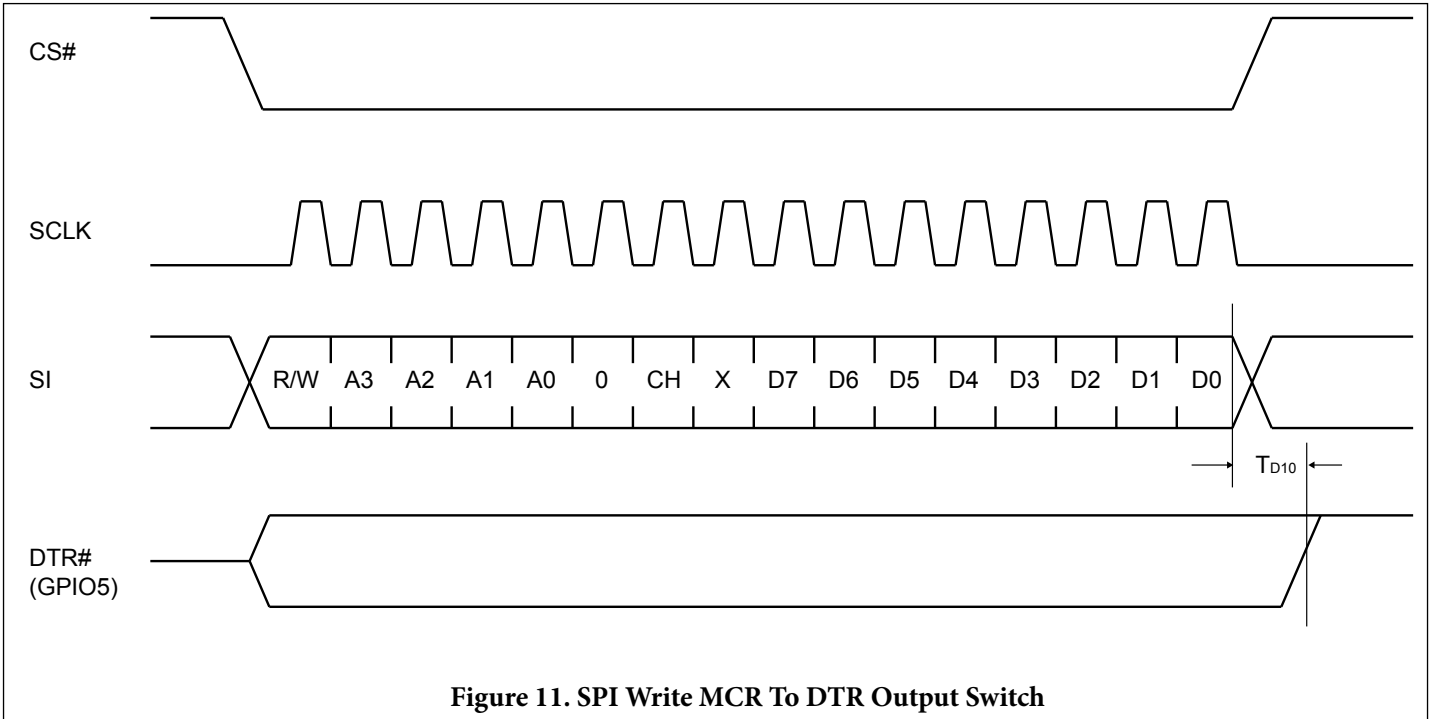 CS#
SCLK
SI
R/W A3 A2 A1 A0 0 CH X D7 D6 D5 D4 D3 D2 D1 D0
TD10
DTR#
(GPIO5)
Figure 11. SPI Write MCR To DTR Output Switch